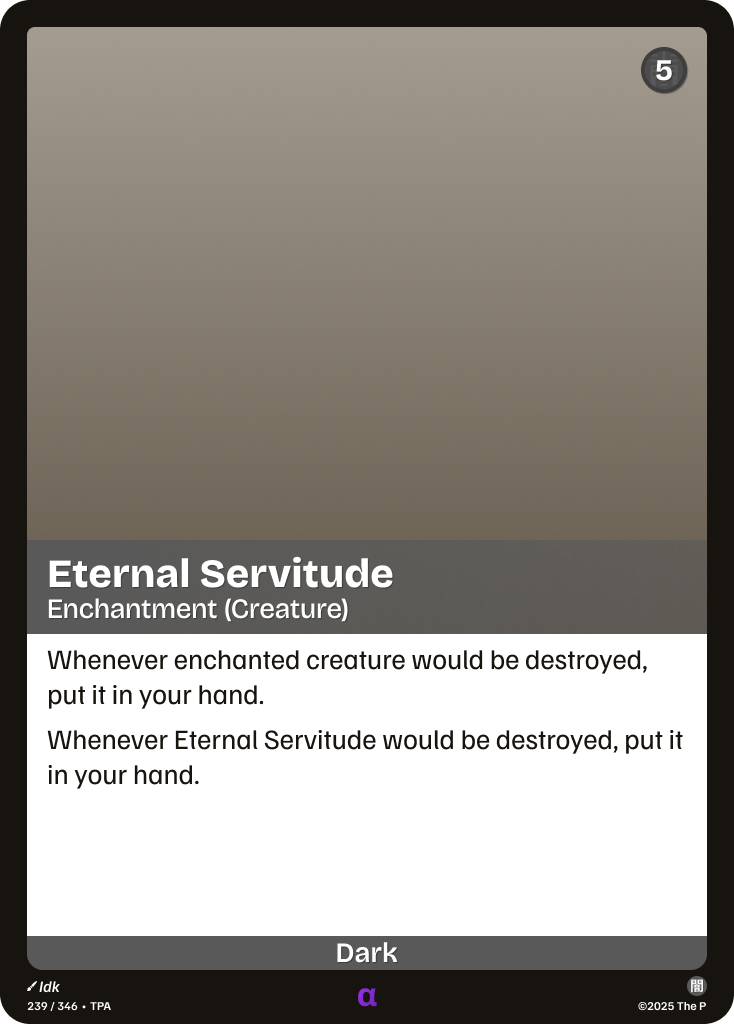 5
Eternal Servitude
Enchantment (Creature)
Whenever enchanted creature would be destroyed,
put it in your hand.
Whenever Eternal Servitude would be destroyed, put it
in your hand.
Dark
Idk
239 / 346 • TPA
α
闇
©2025 The P